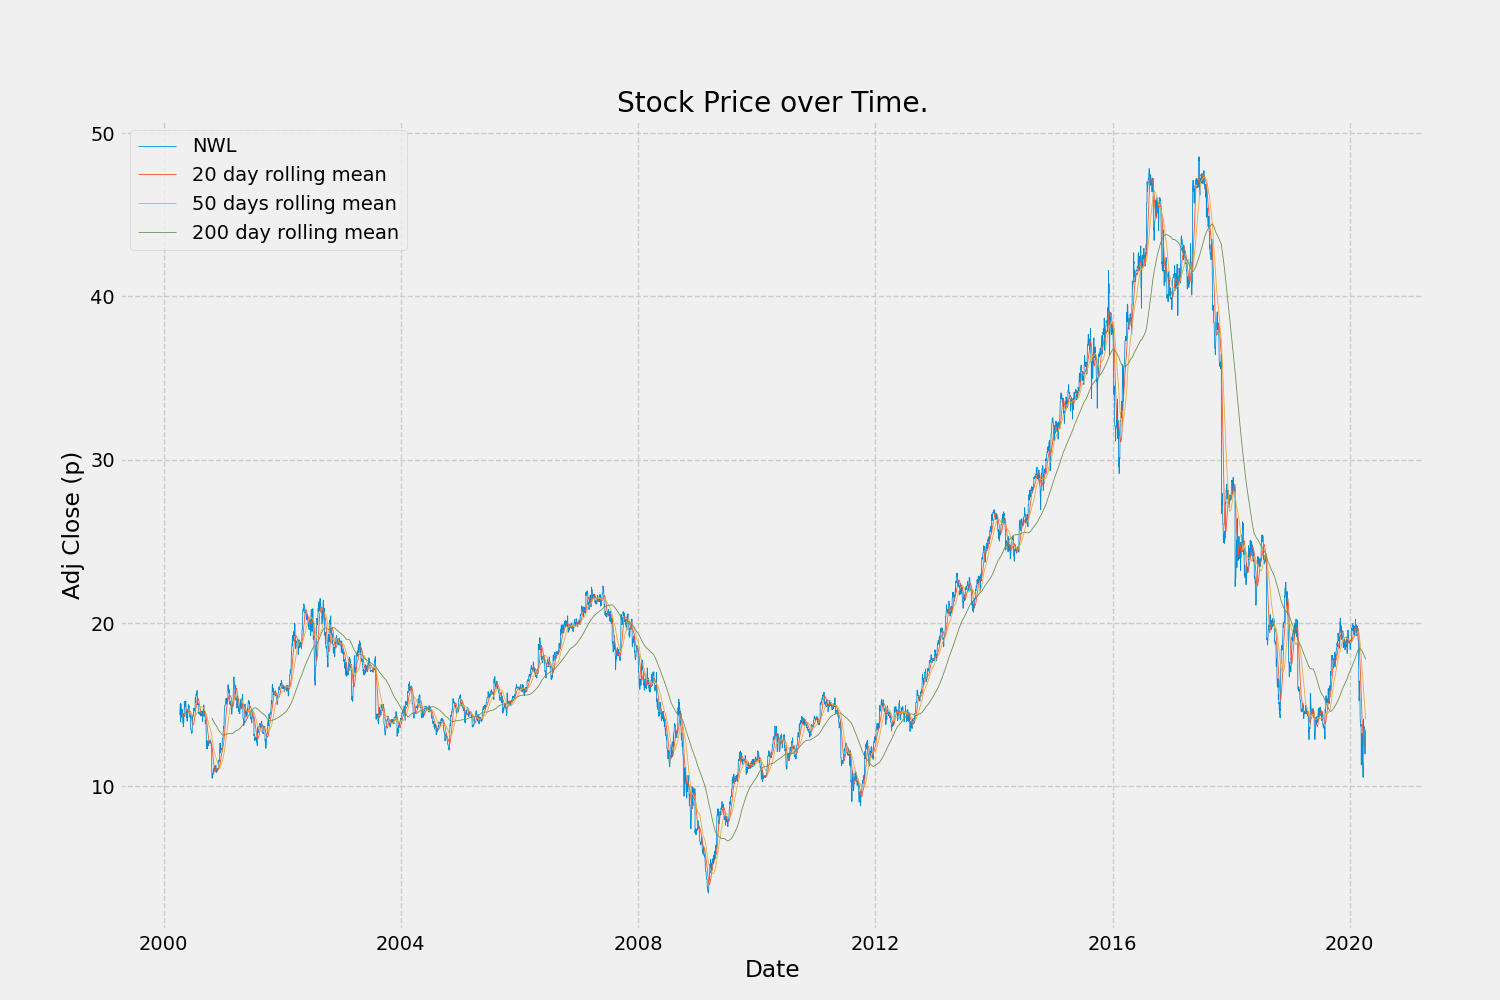 Stock Price over Time.
50
40
30
20
10
Adj Close (p)
NWL
20 day rolling mean
50 days rolling mean
200 day rolling mean
2000 2004 2008 2012 2016 2020
Date